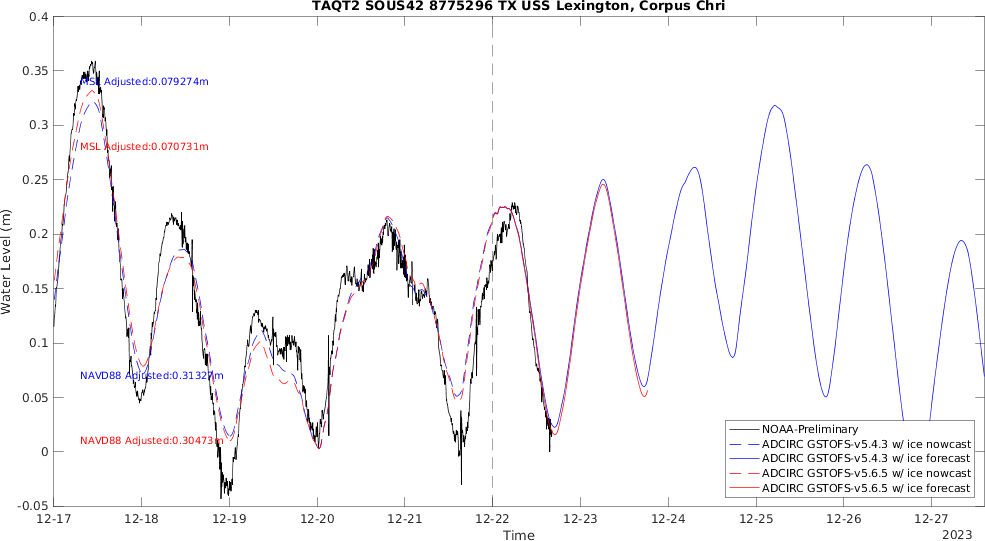 TAQT2 SOUS42 8775296 TX USS Lexington, Corpus Chri
0.4
0.35
0.3
0.25
0.2
0.15
0.1
0.05
0
-0.05
Water Level (m)
MSL Adjusted:0.079274m
MSL Adjusted:0.070731m
NAVD88 Adjusted:0.31327m
NAVD88 Adjusted:0.30473m
NOAA-Preliminary
ADCIRC GSTOFS-v5.4.3 w/ ice nowcast
ADCIRC GSTOFS-v5.4.3 w/ ice forecast
ADCIRC GSTOFS-v5.6.5 w/ ice nowcast
ADCIRC GSTOFS-v5.6.5 w/ ice forecast
12-17 12-18 12-19 12-20 12-21 12-22 12-23 12-24 12-25 12-26 12-27
Time
2023